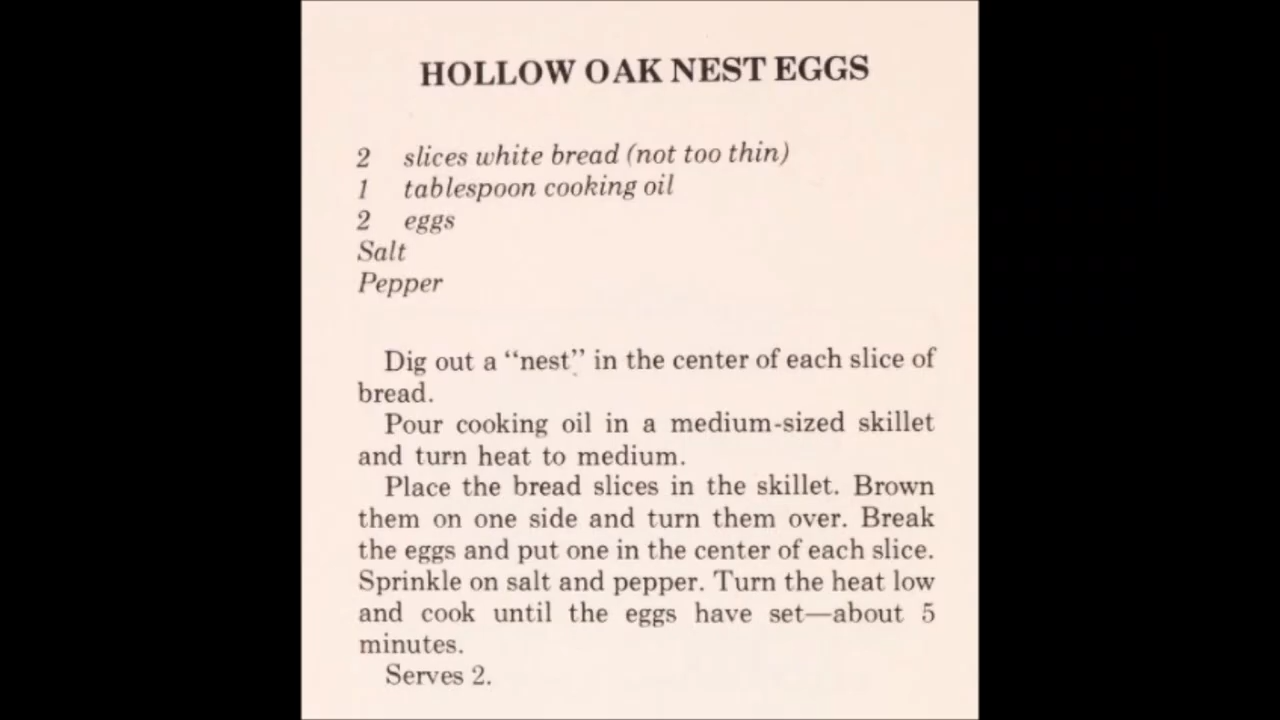 HOLLOW OAK NEST EGGS
2 slices white bread (not too thin)
1 tablespoon cooking oil
2 eggs
Salt
Pepper
Dig out a “nest” in the center of each slice of
bread.
Pour cooking oil in a medium-sized skillet
and turn heat to medium.
Place the bread slices in the skillet. Brown
them on one side and turn them over. Break
the eggs and put one in the center of each slice.
Sprinkle on salt and pepper. Turn the heat low
and cook until the eggs have set—about 5
minutes.
Serves 2.